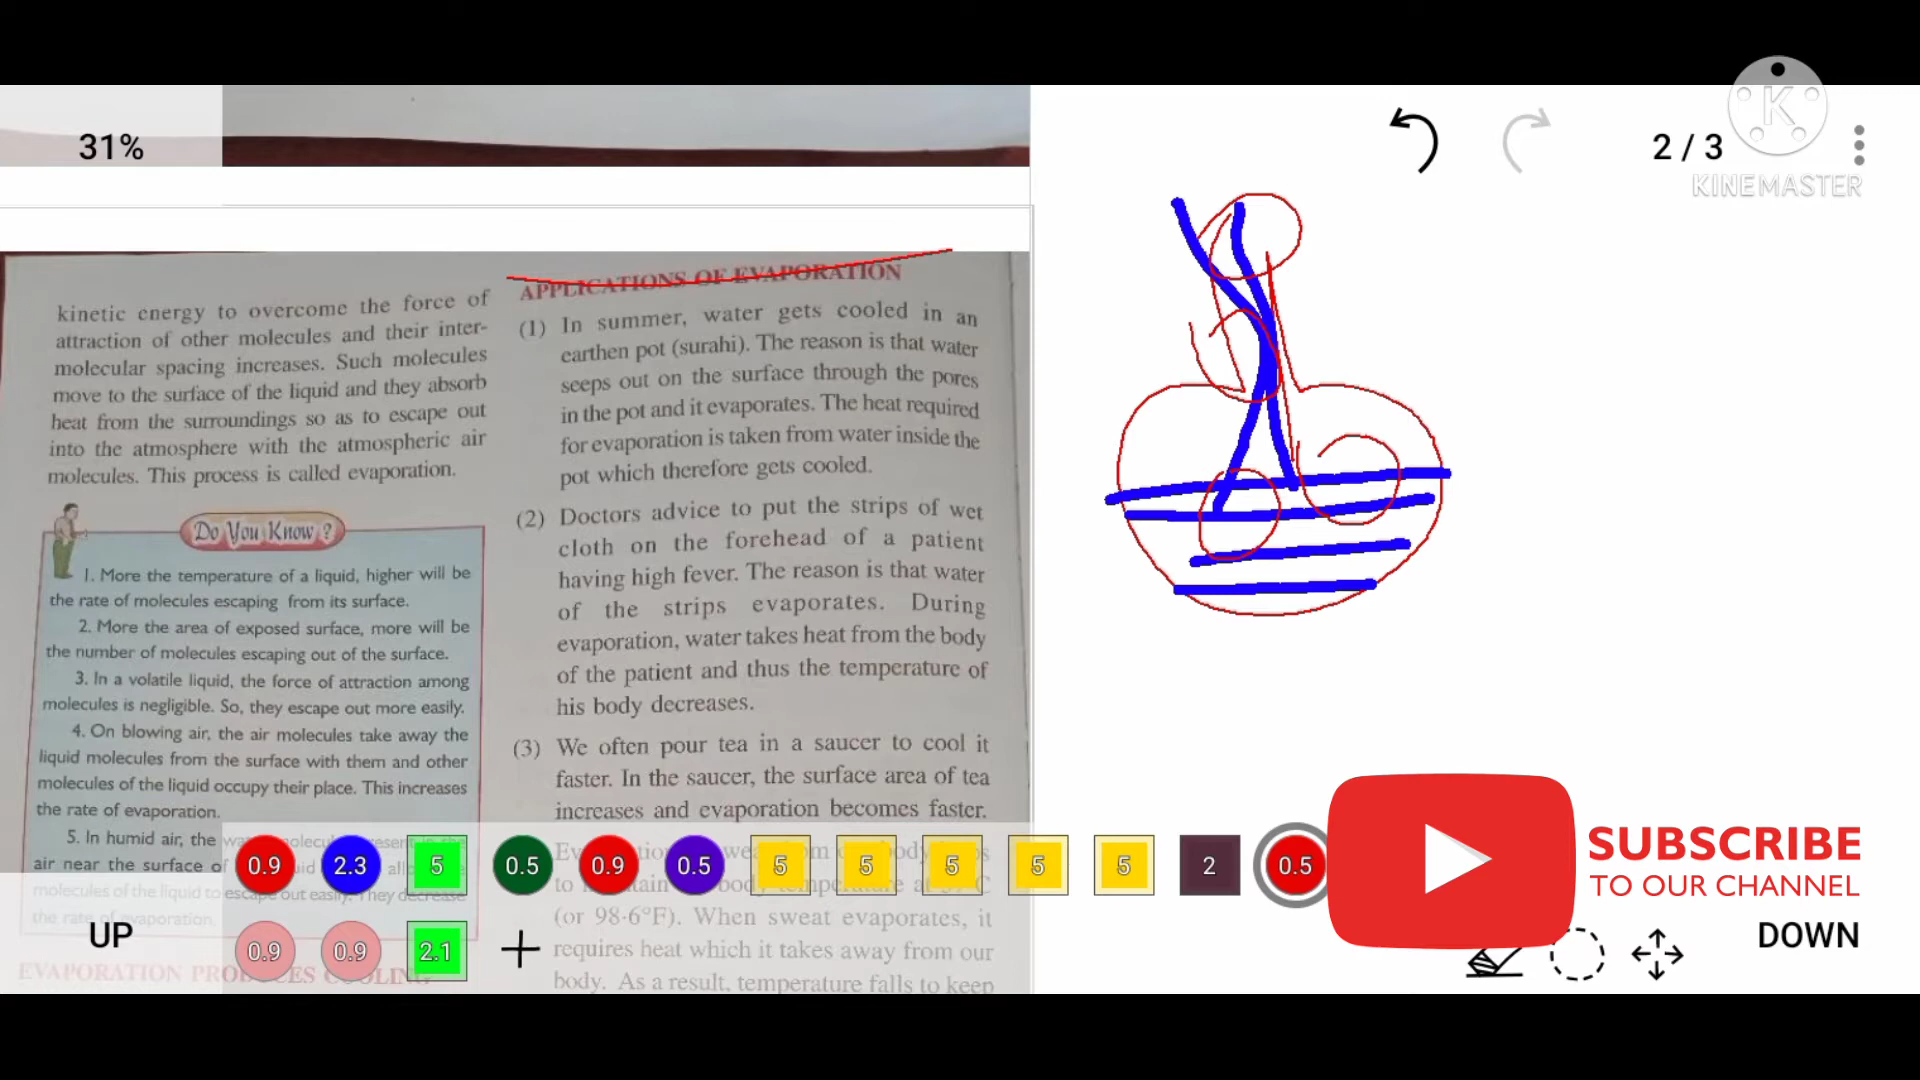 31%
2 / 3
KINEMASTER
kinetic energy to overcome the force of
attraction of other molecules and their inter-
molecular spacing increases. Such molecules
move to the surface of the liquid and they absorb
heat from the surroundings so as to escape out
into the atmosphere with the atmospheric air
molecules. This process is called evaporation.
Do You Know ?
1. More the temperature of a liquid, higher will be
the rate of molecules escaping from its surface.
2. More the area of exposed surface, more will be
the number of molecules escaping out of the surface.
3. In a volatile liquid, the force of attraction among
molecules is negligible. So, they escape out more easily.
4. On blowing air, the air molecules take away the
liquid molecules from the surface with them and other
molecules of the liquid occupy their place. This increases
the rate of evaporation.
5. In humid air, the
air near the surface of
molecules of the liquid to escape out easily. They decrease
the rate of evaporation.
EVAPORATION PRODUCES COOLING
APPLICATIONS OF EVAPORATION
(1) In summer, water gets cooled in an
earthen pot (surahi). The reason is that water
seeps out on the surface through the pores
in the pot and it evaporates. The heat required
for evaporation is taken from water inside the
pot which therefore gets cooled.
(2) Doctors advice to put the strips of wet
cloth on the forehead of a patient
having high fever. The reason is that water
of the strips evaporates. During
evaporation, water takes heat from the body
of the patient and thus the temperature of
his body decreases.
(3) We often pour tea in a saucer to cool it
faster. In the saucer, the surface area of tea
increases and evaporation becomes faster.
(or 98·6°F). When sweat evaporates, it
requires heat which it takes away from our
body. As a result, temperature falls to keep
0.9 2.3 5 0.5 0.9 0.5 5 5 5 5 5 2 0.5
0.9 0.9 2.1
UP
DOWN
SUBSCRIBE
TO OUR CHANNEL